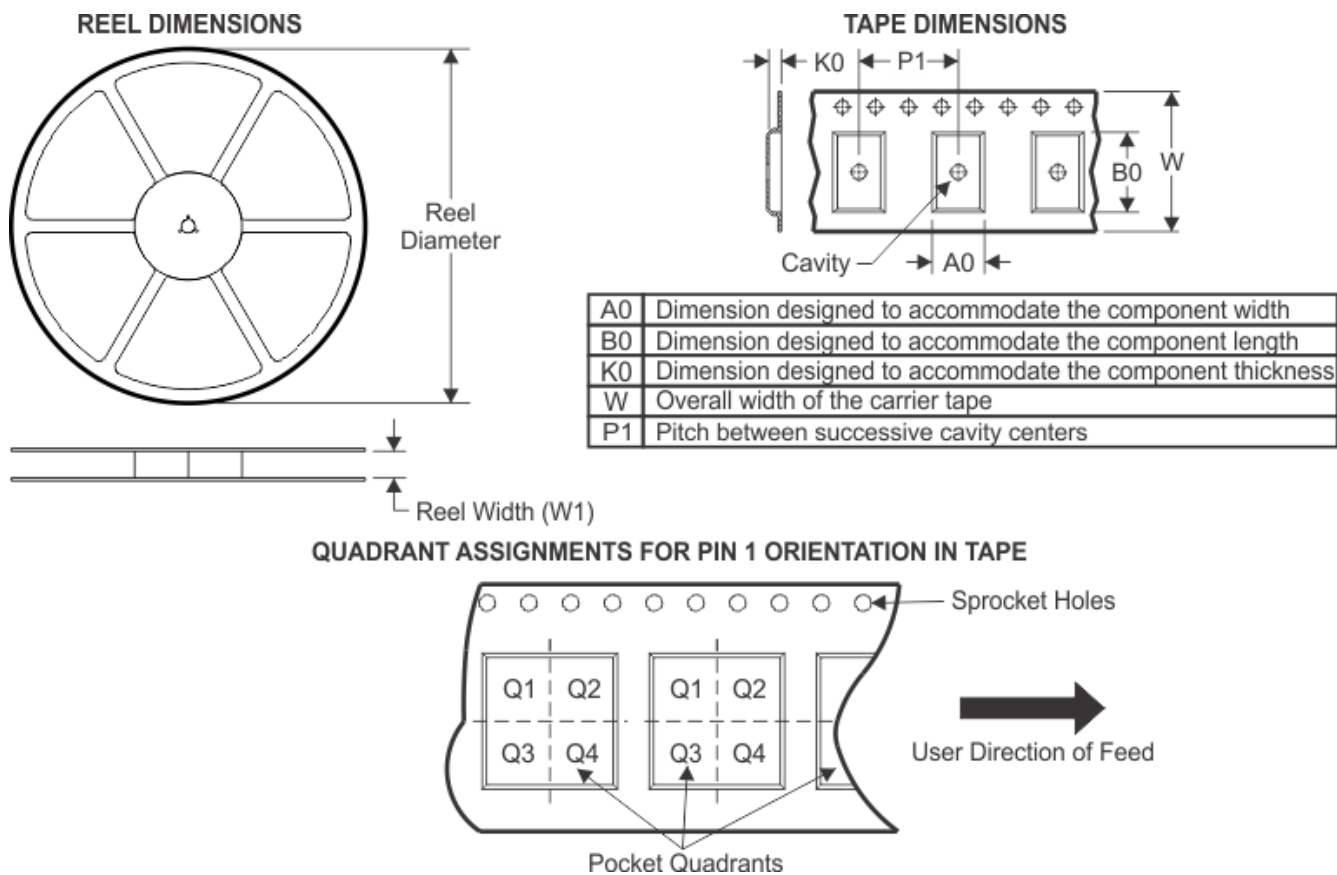 REEL DIMENSIONS
Reel
Diameter
Reel Width (W1)
TAPE DIMENSIONS
K0
P1
B0
W
Cavity
A0
A0 Dimension designed to accommodate the component width
B0 Dimension designed to accommodate the component length
K0 Dimension designed to accommodate the component thickness
W Overall width of the carrier tape
P1 Pitch between successive cavity centers
QUADRANT ASSIGNMENTS FOR PIN 1 ORIENTATION IN TAPE
Sprocket Holes
Q1 Q2 Q1 Q2
Q3 Q4 Q3 Q4
User Direction of Feed
Pocket Quadrants